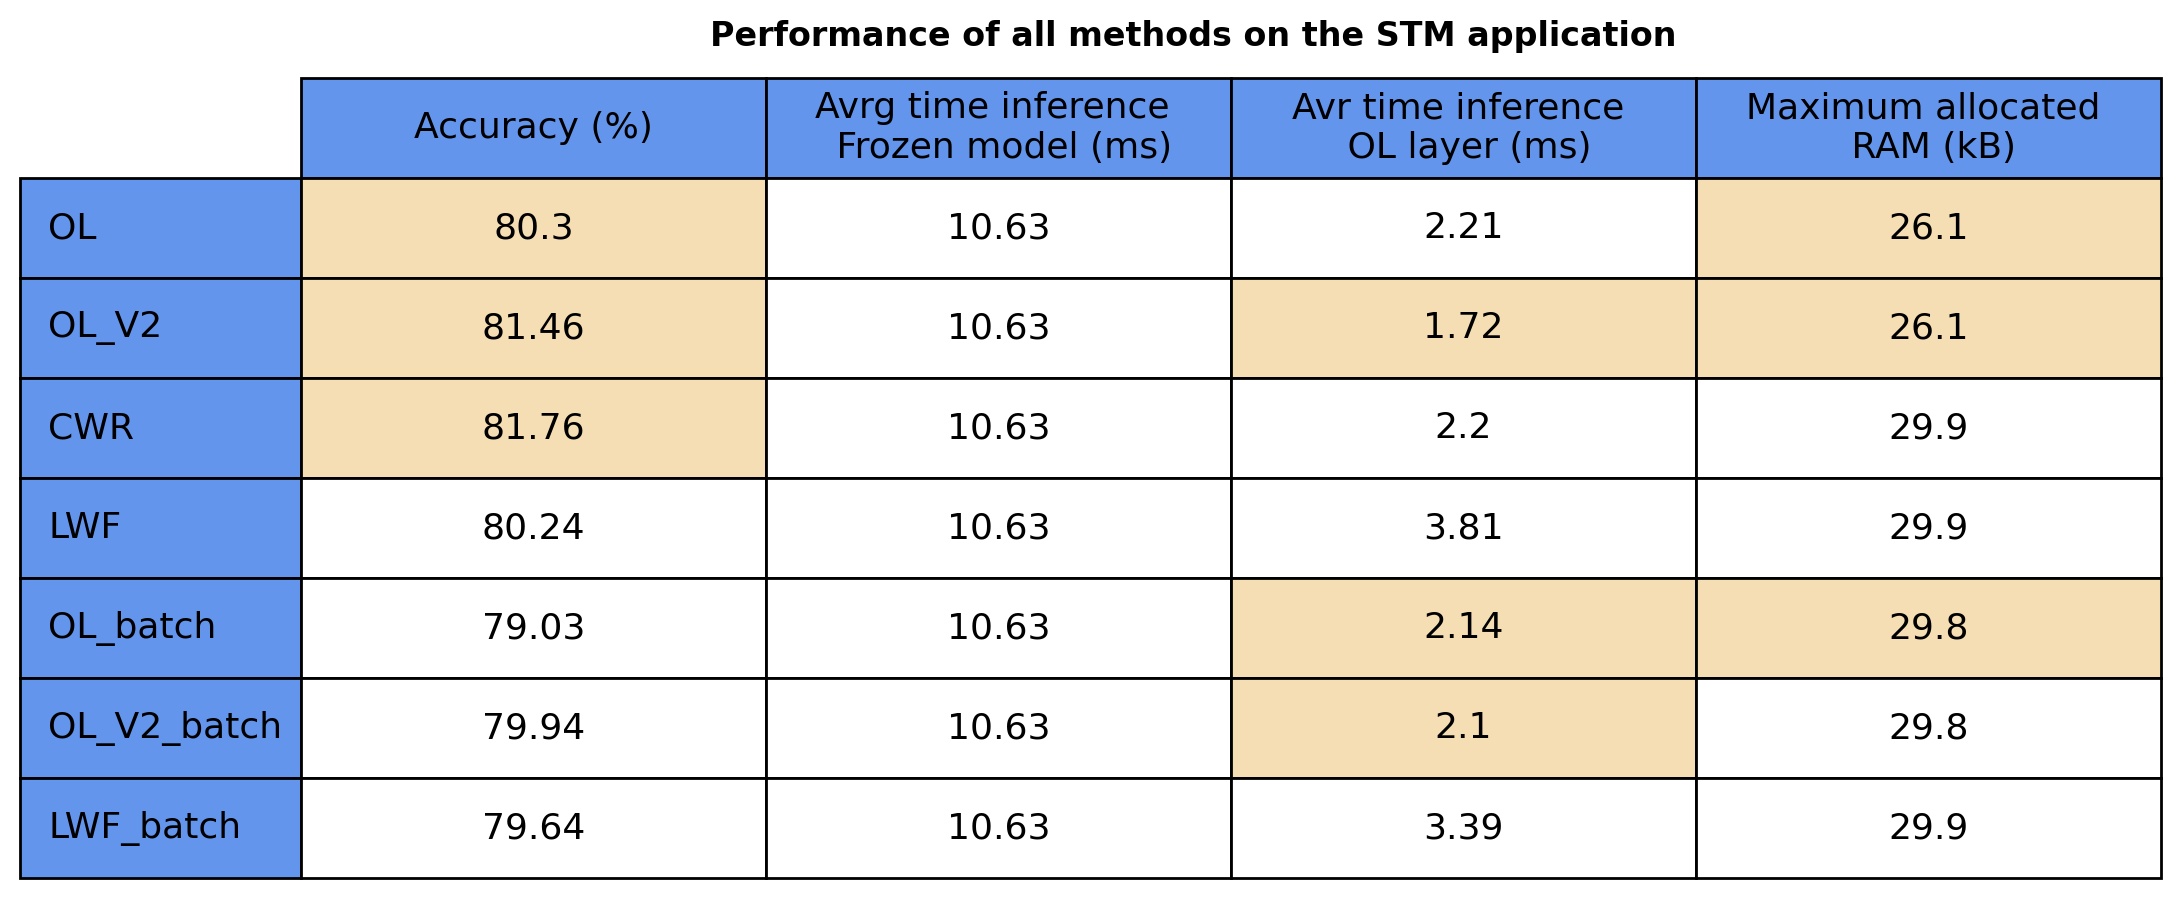 Performance of all methods on the STM application
Accuracy (%) Avrg time inference Avr time inference Maximum allocated
Frozen model (ms) OL layer (ms) RAM (kB)
OL 80.3 10.63 2.21 26.1
OL_V2 81.46 10.63 1.72 26.1
CWR 81.76 10.63 2.2 29.9
LWF 80.24 10.63 3.81 29.9
OL_batch 79.03 10.63 2.14 29.8
OL_V2_batch 79.94 10.63 2.1 29.8
LWF_batch 79.64 10.63 3.39 29.9